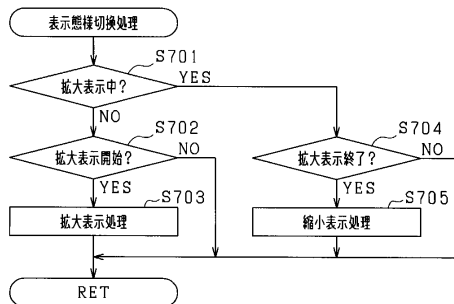 表示態様切換処理
S701
拡大表示中?
YES
NO
S702
拡大表示開始?
NO
YES
S703
拡大表示処理
S704
拡大表示終了?
NO
YES
S705
縮小表示処理
RET